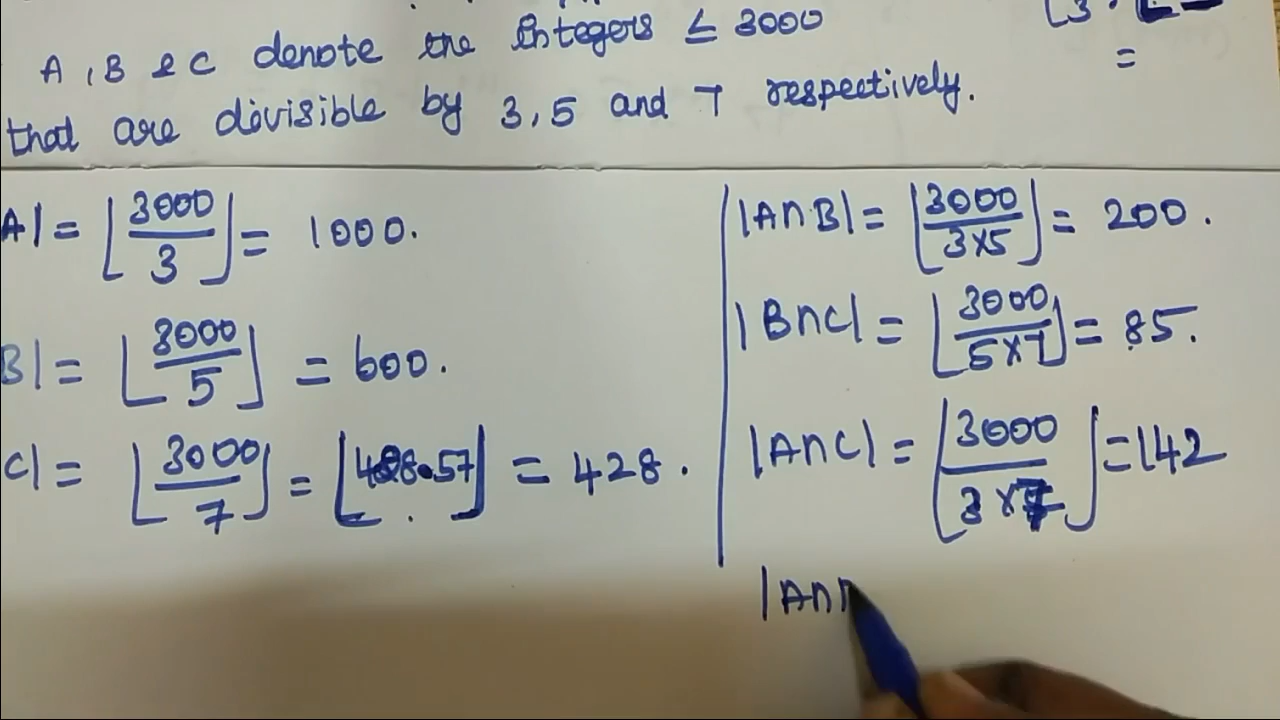 [3
A, B & C denote the Integers ≤ 3000
=
that are divisible by 3, 5 and 7 respectively.
A| = ⌊3000/3⌋ = 1000.
B| = ⌊3000/5⌋ = 600.
C| = ⌊3000/7⌋ = ⌊428.57⌋ = 428.
|A∩B| = ⌊3000/3×5⌋ = 200.
|B∩C| = ⌊3000/5×7⌋ = 85.
|A∩C| = ⌊3000/3×7⌋ = 142
|A∩